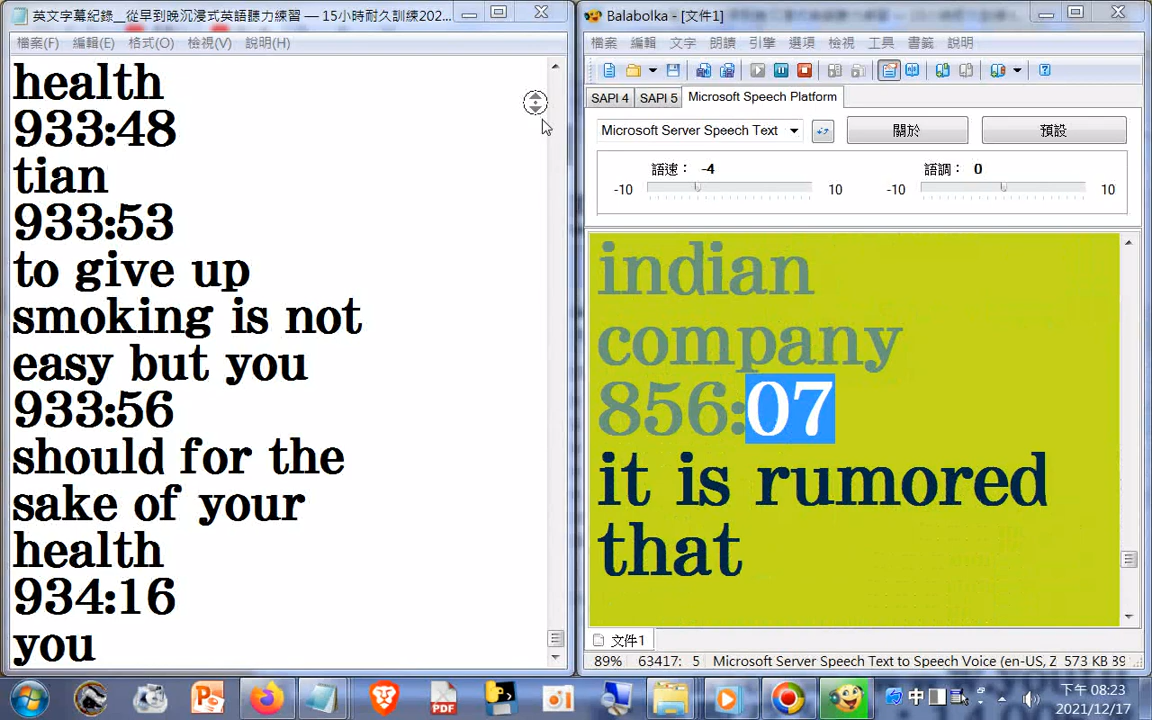 英文字幕紀錄__從早到晚沉浸式英語聽力練習 — 15小時耐久訓練202...
檔案(F) 編輯(E) 格式(O) 檢視(V) 說明(H)
health
933:48
tian
933:53
to give up
smoking is not
easy but you
933:56
should for the
sake of your
health
934:16
you
Balabolka - [文件1]
檔案 編輯 文字 朗讀 引擎 選項 檢視 工具 書籤 說明
SAPI 4 SAPI 5 Microsoft Speech Platform
Microsoft Server Speech Text 關於 預設
語速： -4 語調： 0
-10 10 -10 10
indian
company
856:07
it is rumored
that
文件1
89% 63417: 5 Microsoft Server Speech Text to Speech Voice (en-US, Z 573 KB 39
中 下午 08:23
2021/12/17